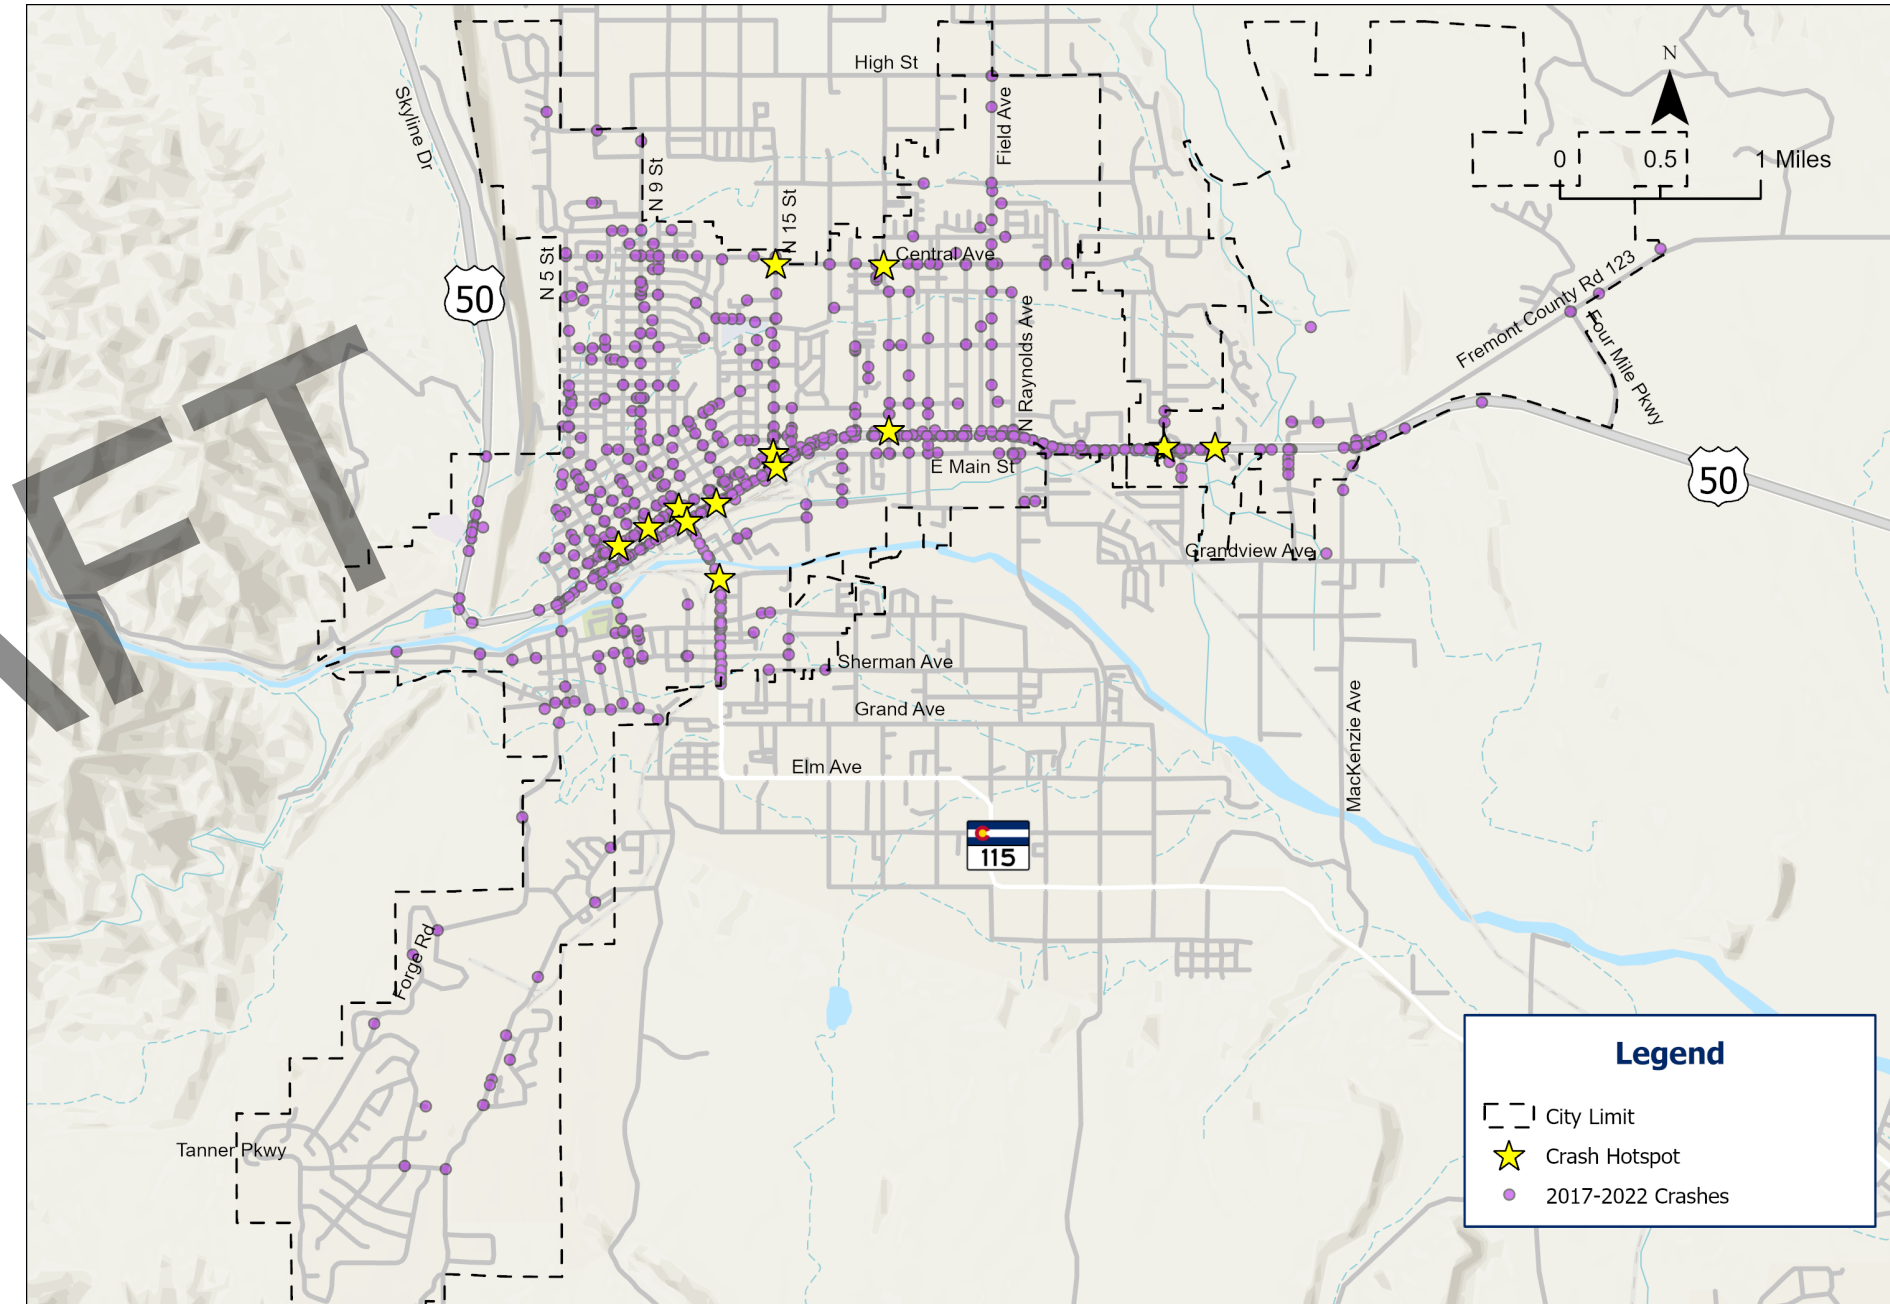 High St
N
Skyline Dr
Field Ave
0 0.5 1 Miles
N 9 St
N 15 St
N 5 St
Central Ave
50
Fremont County Rd 123
Four Mile Pkwy
N Raynolds Ave
E Main St
50
FT
Grandview Ave
Sherman Ave
Grand Ave
MacKenzie Ave
Elm Ave
115
Forge Rd
Tanner Pkwy
Legend
City Limit
Crash Hotspot
2017-2022 Crashes